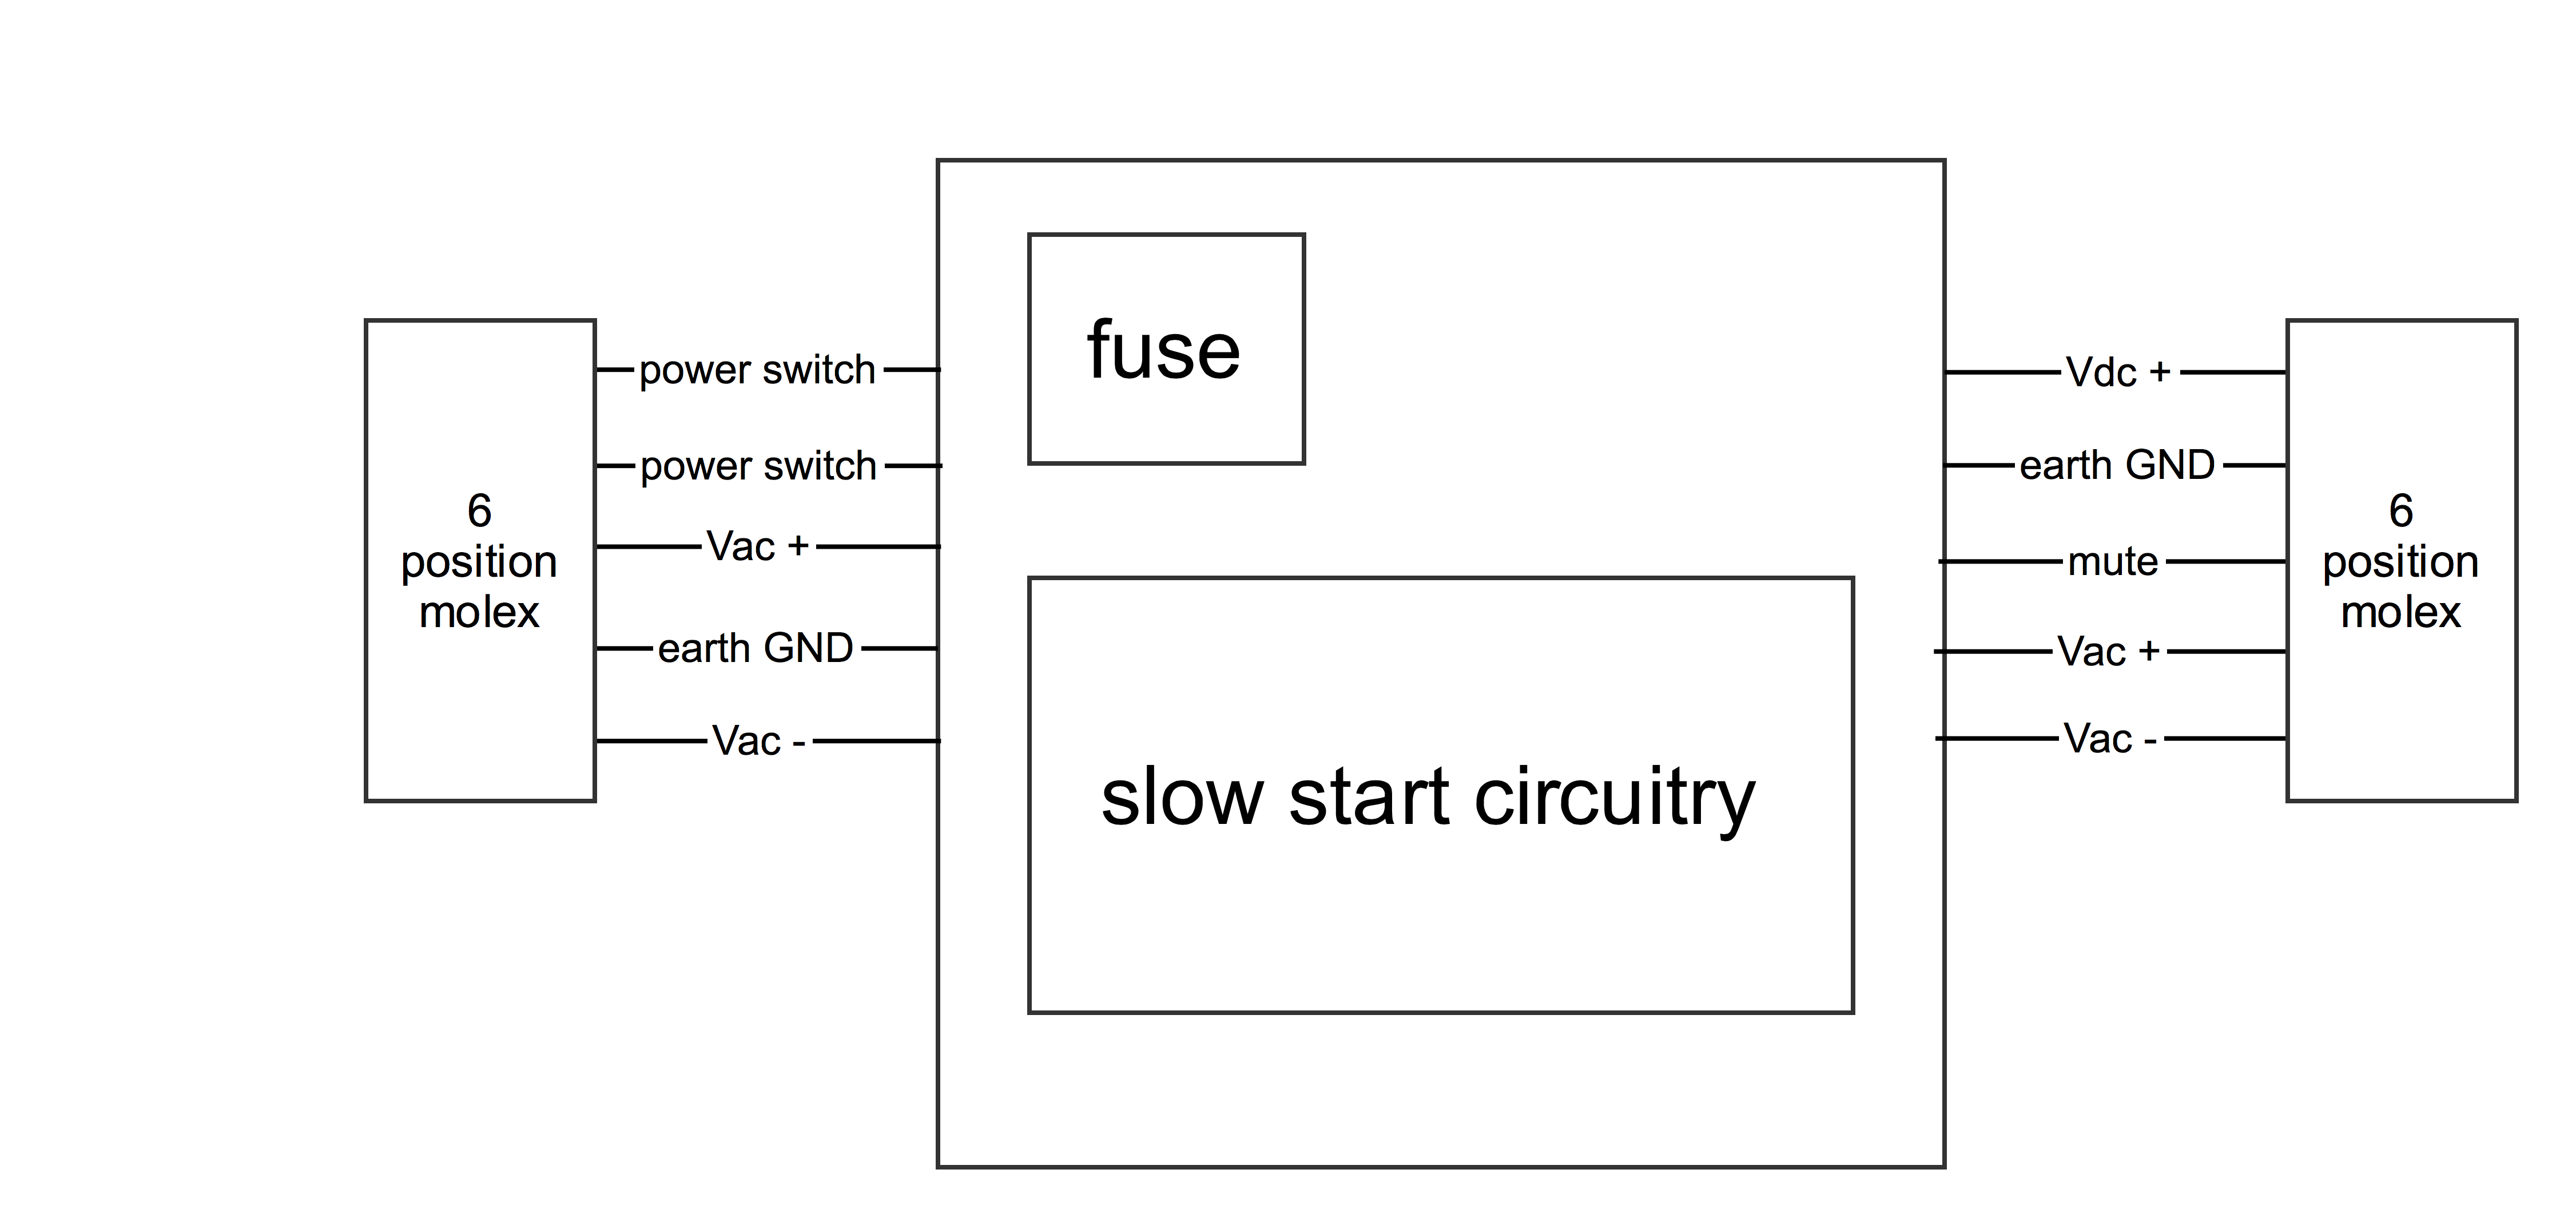 fuse
power switch
power switch
6
position
molex
Vac +
earth GND
Vac -
slow start circuitry
Vdc +
earth GND
mute
Vac +
Vac -
6
position
molex